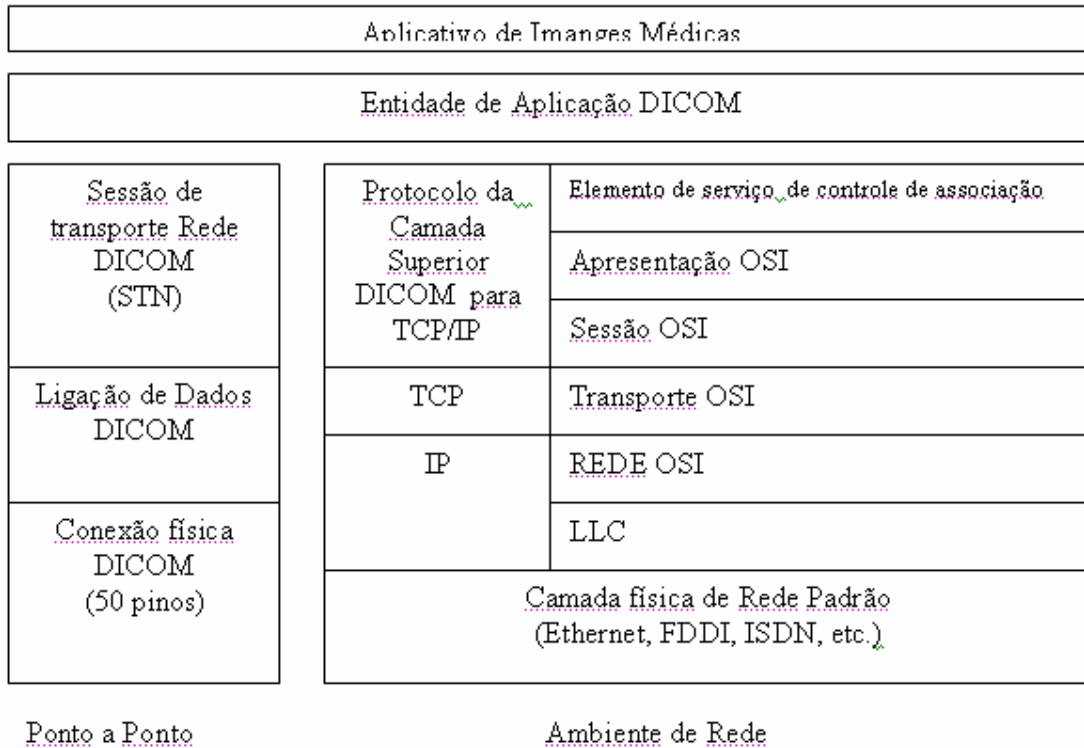 Aplicativo de Imanges Médicas
Entidade de Aplicação DICOM
Sessão de
transporte Rede
DICOM
(STN)
Ligação de Dados
DICOM
Conexão física
DICOM
(50 pinos)
Protocolo da
Camada
Superior
DICOM para
TCP/IP
TCP
IP
Elemento de serviço de controle de associação
Apresentação OSI
Sessão OSI
Transporte OSI
REDE OSI
LLC
Camada física de Rede Padrão
(Ethernet, FDDI, ISDN, etc.)
Ponto a Ponto
Ambiente de Rede